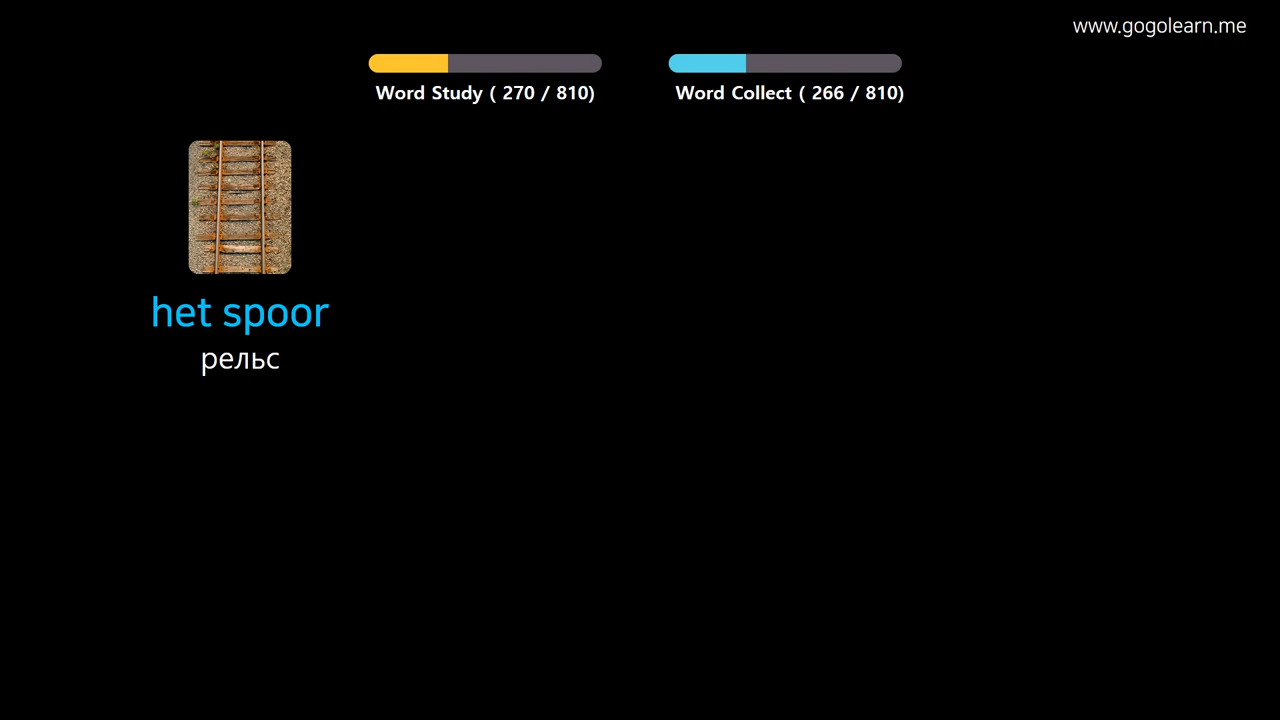 www.gogolearn.me
Word Study ( 270 / 810)
Word Collect ( 266 / 810)
het spoor
рельс